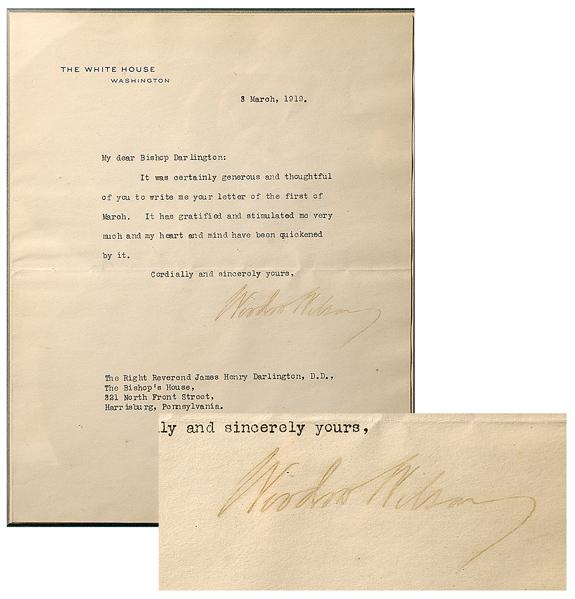 THE WHITE HOUSE
WASHINGTON
3 March, 1919.
My dear Bishop Darlington:
It was certainly generous and thoughtful
of you to write me your letter of the first of
March. It has gratified and stimulated me very
much and my heart and mind have been quickened
by it.
Cordially and sincerely yours,
Woodrow Wilson
The Right Reverend James Henry Darlington, D.D.,
The Bishop's House,
321 North Front Street,
Harrisburg, Pennsylvania.
ly and sincerely yours,
Woodrow Wilson